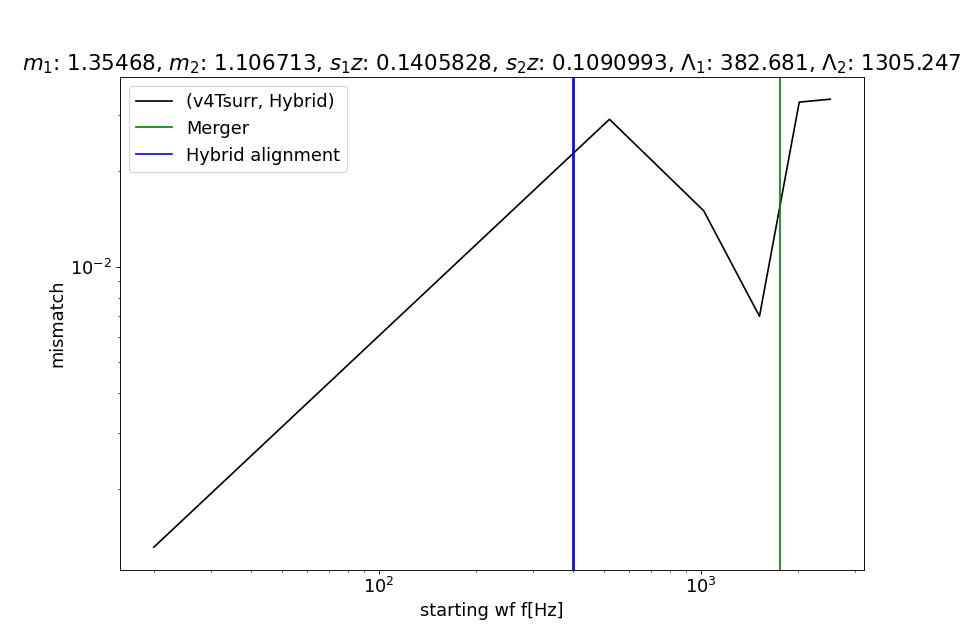 m₁: 1.35468, m₂: 1.106713, s₁z: 0.1405828, s₂z: 0.1090993, Λ₁: 382.681, Λ₂: 1305.247
(v4Tsurr, Hybrid)
Merger
Hybrid alignment
10⁻²
mismatch
10² 10³
starting wf f[Hz]